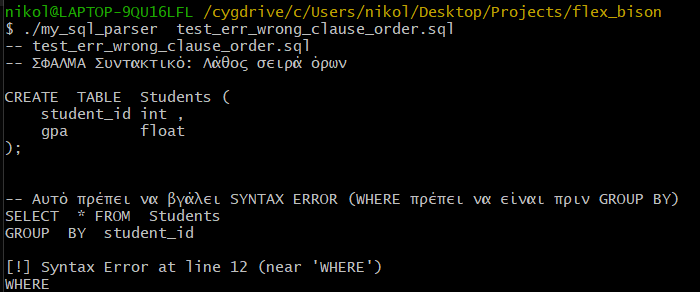 nikol@LAPTOP-9QU16LFL /cygdrive/c/Users/nikol/Desktop/Projects/flex_bison
$ ./my_sql_parser  test_err_wrong_clause_order.sql
-- test_err_wrong_clause_order.sql
-- ΣΦΑΛΜΑ Συντακτικό: Λάθος σειρά όρων
CREATE  TABLE  Students (
    student_id int ,
    gpa        float
);
-- Αυτό πρέπει να βγάλει SYNTAX ERROR (WHERE πρέπει να είναι πριν GROUP BY)
SELECT  * FROM  Students
GROUP  BY  student_id
[!] Syntax Error at line 12 (near 'WHERE')
WHERE